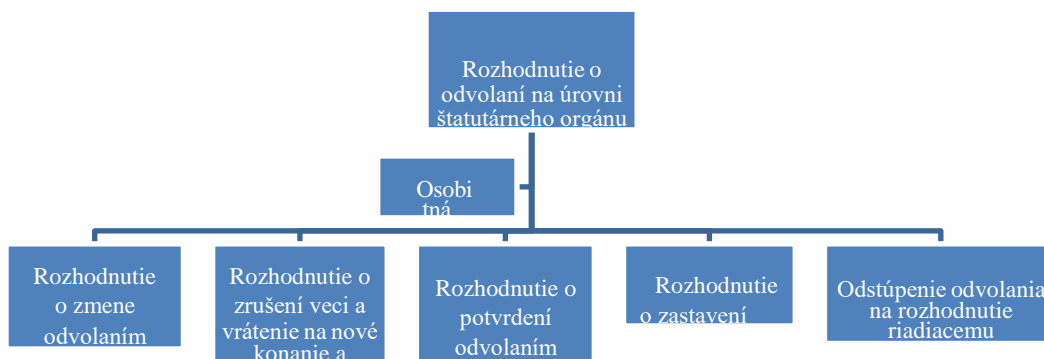 Rozhodnutie o
odvolaní na úrovni
štatutárneho orgánu
Osobi
tná
Rozhodnutie
o zmene
odvolaním
Rozhodnutie o
zrušení veci a
vrátenie na nové
konanie a
Rozhodnutie o
potvrdení
odvolaním
Rozhodnutie
o zastavení
Odstúpenie odvolania
na rozhodnutie
riadiacemu